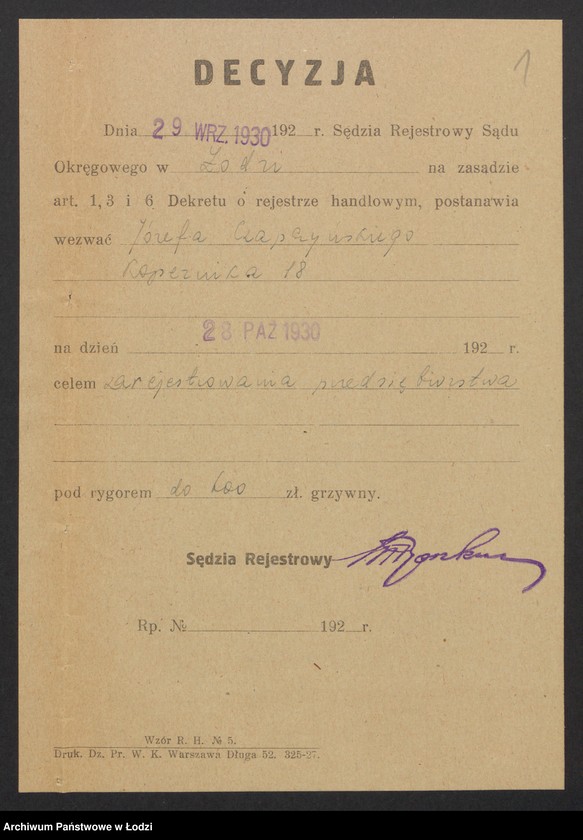 1
DECYZJA
Dnia 29 WRZ. 1930 192 r. Sędzia Rejestrowy Sądu
Okręgowego w Łodzi na zasadzie
art. 1, 3 i 6 Dekretu o rejestrze handlowym, postanawia
wezwać Józefa Czapczyńskiego
Kopernika 18
28 PAŹ 1930
na dzień 192 r.
celem zarejestrowania przedsiębiorstwa
pod rygorem do 600 zł. grzywny.
Sędzia Rejestrowy
Rp. № 192 r.
Wzór R. H. № 5.
Druk. Dz. Pr. W. K. Warszawa Długa 52. 325-27.
Archiwum Państwowe w Łodzi